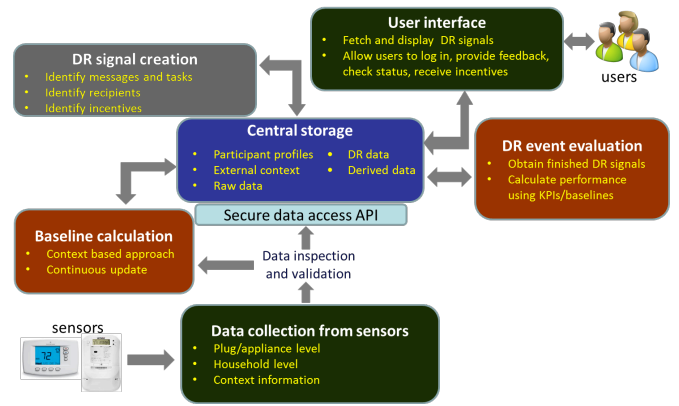 User interface
• Fetch and display DR signals
• Allow users to log in, provide feedback,
check status, receive incentives
users
DR signal creation
• Identify messages and tasks
• Identify recipients
• Identify incentives
Central storage
• Participant profiles • DR data
• External context • Derived data
• Raw data
Secure data access API
DR event evaluation
• Obtain finished DR signals
• Calculate performance
using KPIs/baselines
Baseline calculation
• Context based approach
• Continuous update
Data inspection
and validation
sensors
72
Data collection from sensors
• Plug/appliance level
• Household level
• Context information